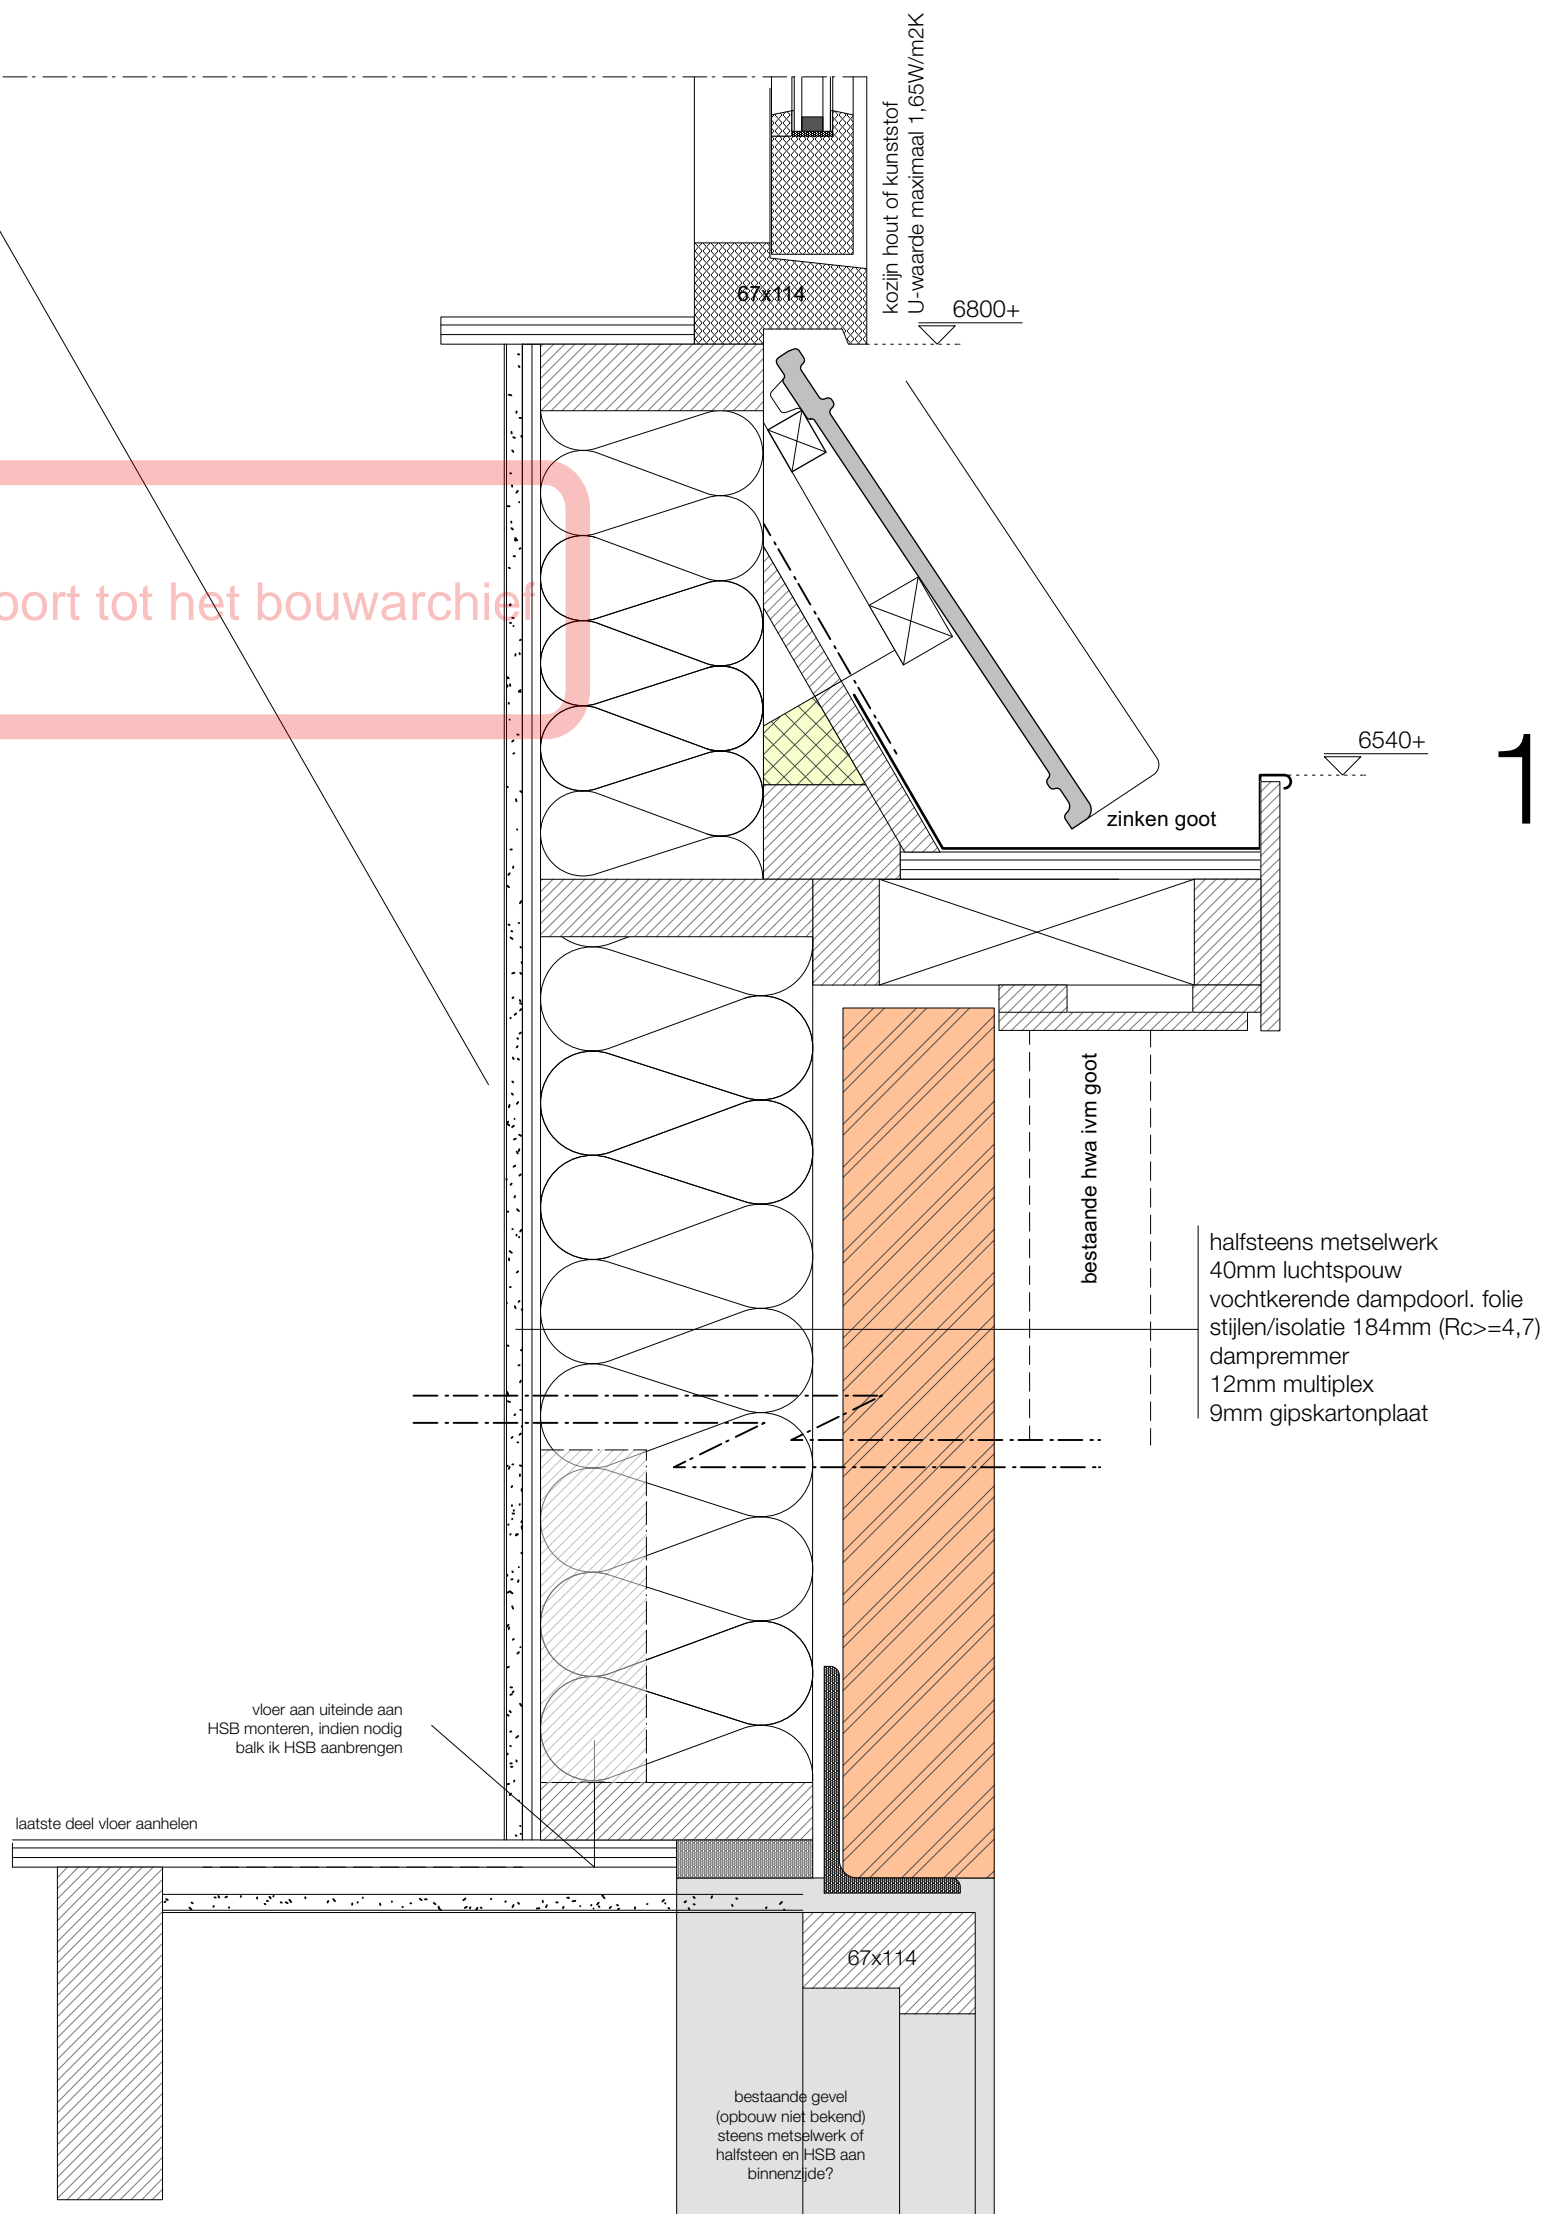 kozijn hout of kunststof
U-waarde maximaal 1,65W/m2K
67x114
6800+
oort tot het bouwarchief
6540+
1
zinken goot
bestaande hwa ivm goot
halfsteens metselwerk
40mm luchtspouw
vochtkerende dampdoorl. folie
stijlen/isolatie 184mm (Rc>=4,7)
dampremmer
12mm multiplex
9mm gipskartonplaat
vloer aan uiteinde aan
HSB monteren, indien nodig
balk ik HSB aanbrengen
laatste deel vloer aanhelen
67x114
bestaande gevel
(opbouw niet bekend)
steens metselwerk of
halfsteen en HSB aan
binnenzijde?